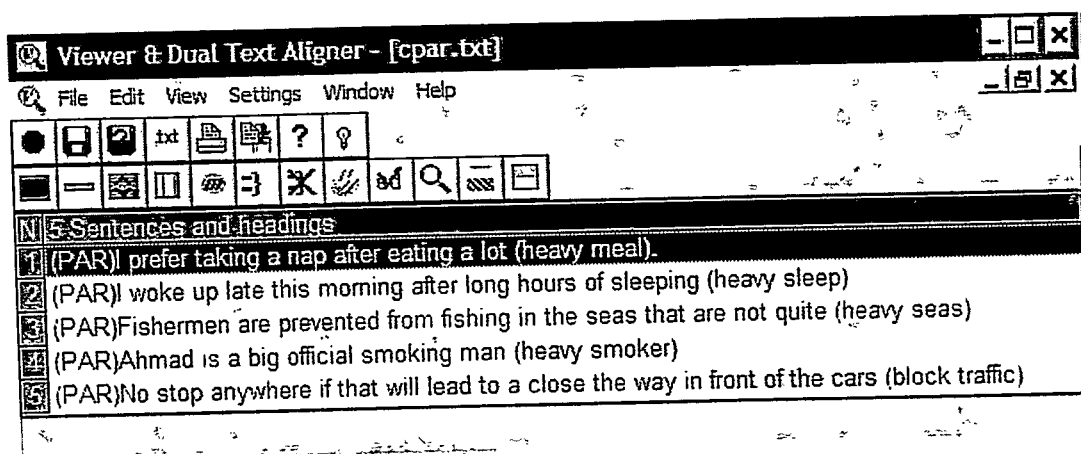 Viewer & Dual Text Aligner - [cpar.txt]
File Edit View Settings Window Help
.txt ?
ad
N 5 Sentences and headings
1 (PAR)I prefer taking a nap after eating a lot (heavy meal).
2 (PAR)I woke up late this morning after long hours of sleeping (heavy sleep)
3 (PAR)Fishermen are prevented from fishing in the seas that are not quite (heavy seas)
4 (PAR)Ahmad is a big official smoking man (heavy smoker)
5 (PAR)No stop anywhere if that will lead to a close the way in front of the cars (block traffic)